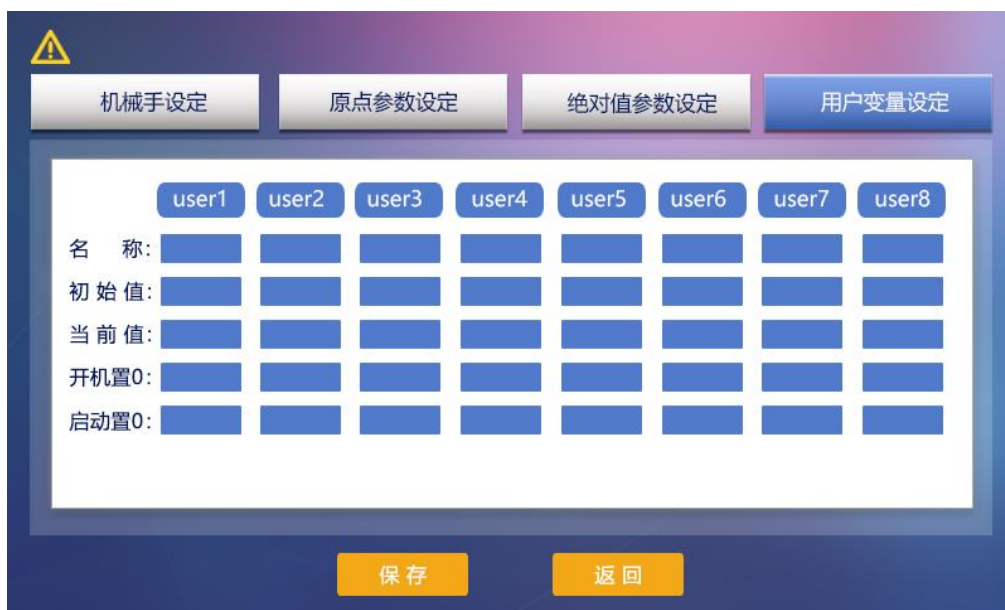 机械手设定 原点参数设定 绝对值参数设定 用户变量设定
user1 user2 user3 user4 user5 user6 user7 user8
名 称:
初 始 值:
当 前 值:
开机置0:
启动置0:
保 存 返 回